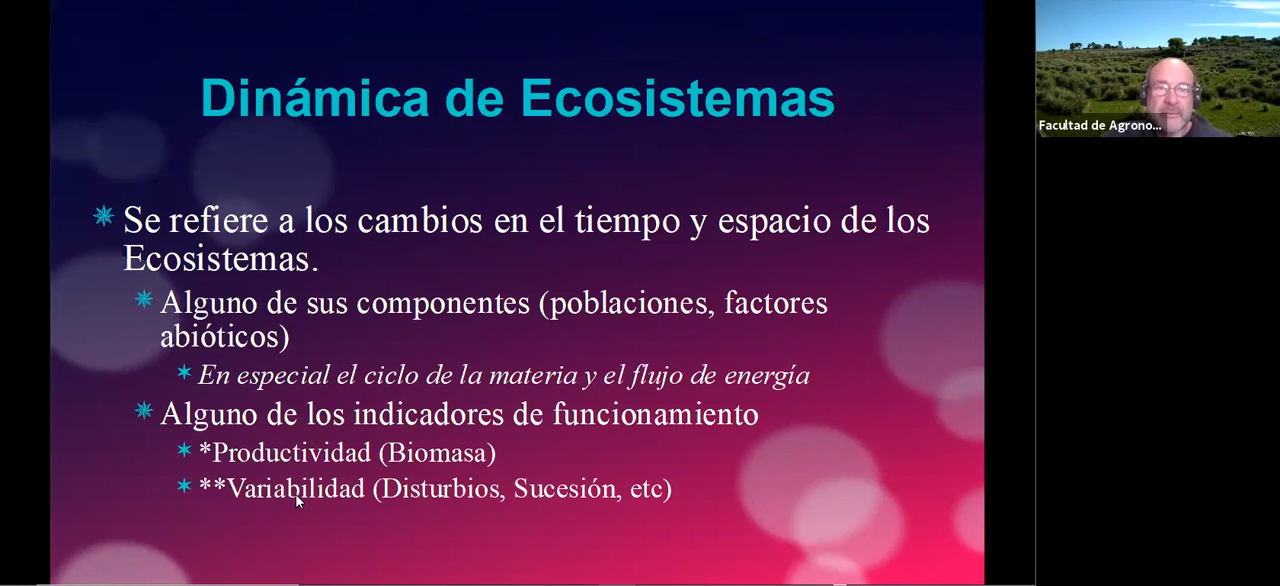 Dinámica de Ecosistemas
Se refiere a los cambios en el tiempo y espacio de los
Ecosistemas.
Alguno de sus componentes (poblaciones, factores
abióticos)
En especial el ciclo de la materia y el flujo de energía
Alguno de los indicadores de funcionamiento
*Productividad (Biomasa)
**Variabilidad (Disturbios, Sucesión, etc)
Facultad de Agrono...